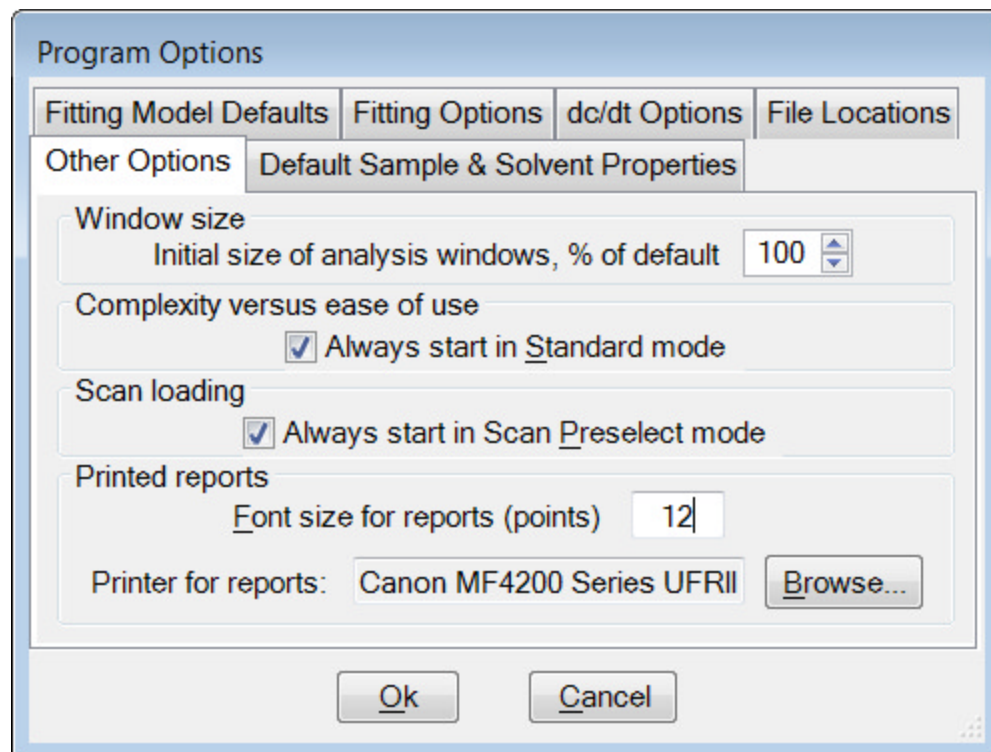 Program Options
Fitting Model Defaults Fitting Options dc/dt Options File Locations
Other Options Default Sample & Solvent Properties
Window size
Initial size of analysis windows, % of default 100
Complexity versus ease of use
Always start in Standard mode
Scan loading
Always start in Scan Preselect mode
Printed reports
Font size for reports (points) 12
Printer for reports: Canon MF4200 Series UFRII Browse...
Ok Cancel